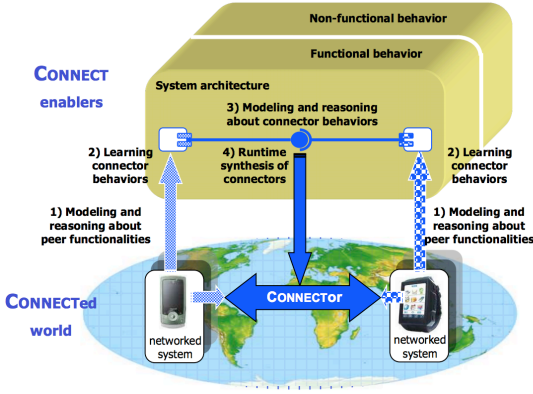 Non-functional behavior
Functional behavior
CONNECT
enablers
System architecture
3) Modeling and reasoning
about connector behaviors
2) Learning
connector
behaviors
4) Runtime
synthesis of
connectors
2) Learning
connector
behaviors
1) Modeling and
reasoning about
peer functionalities
1) Modeling and
reasoning about
peer functionalities
CONNECTed
world
CONNECTor
networked
system
networked
system